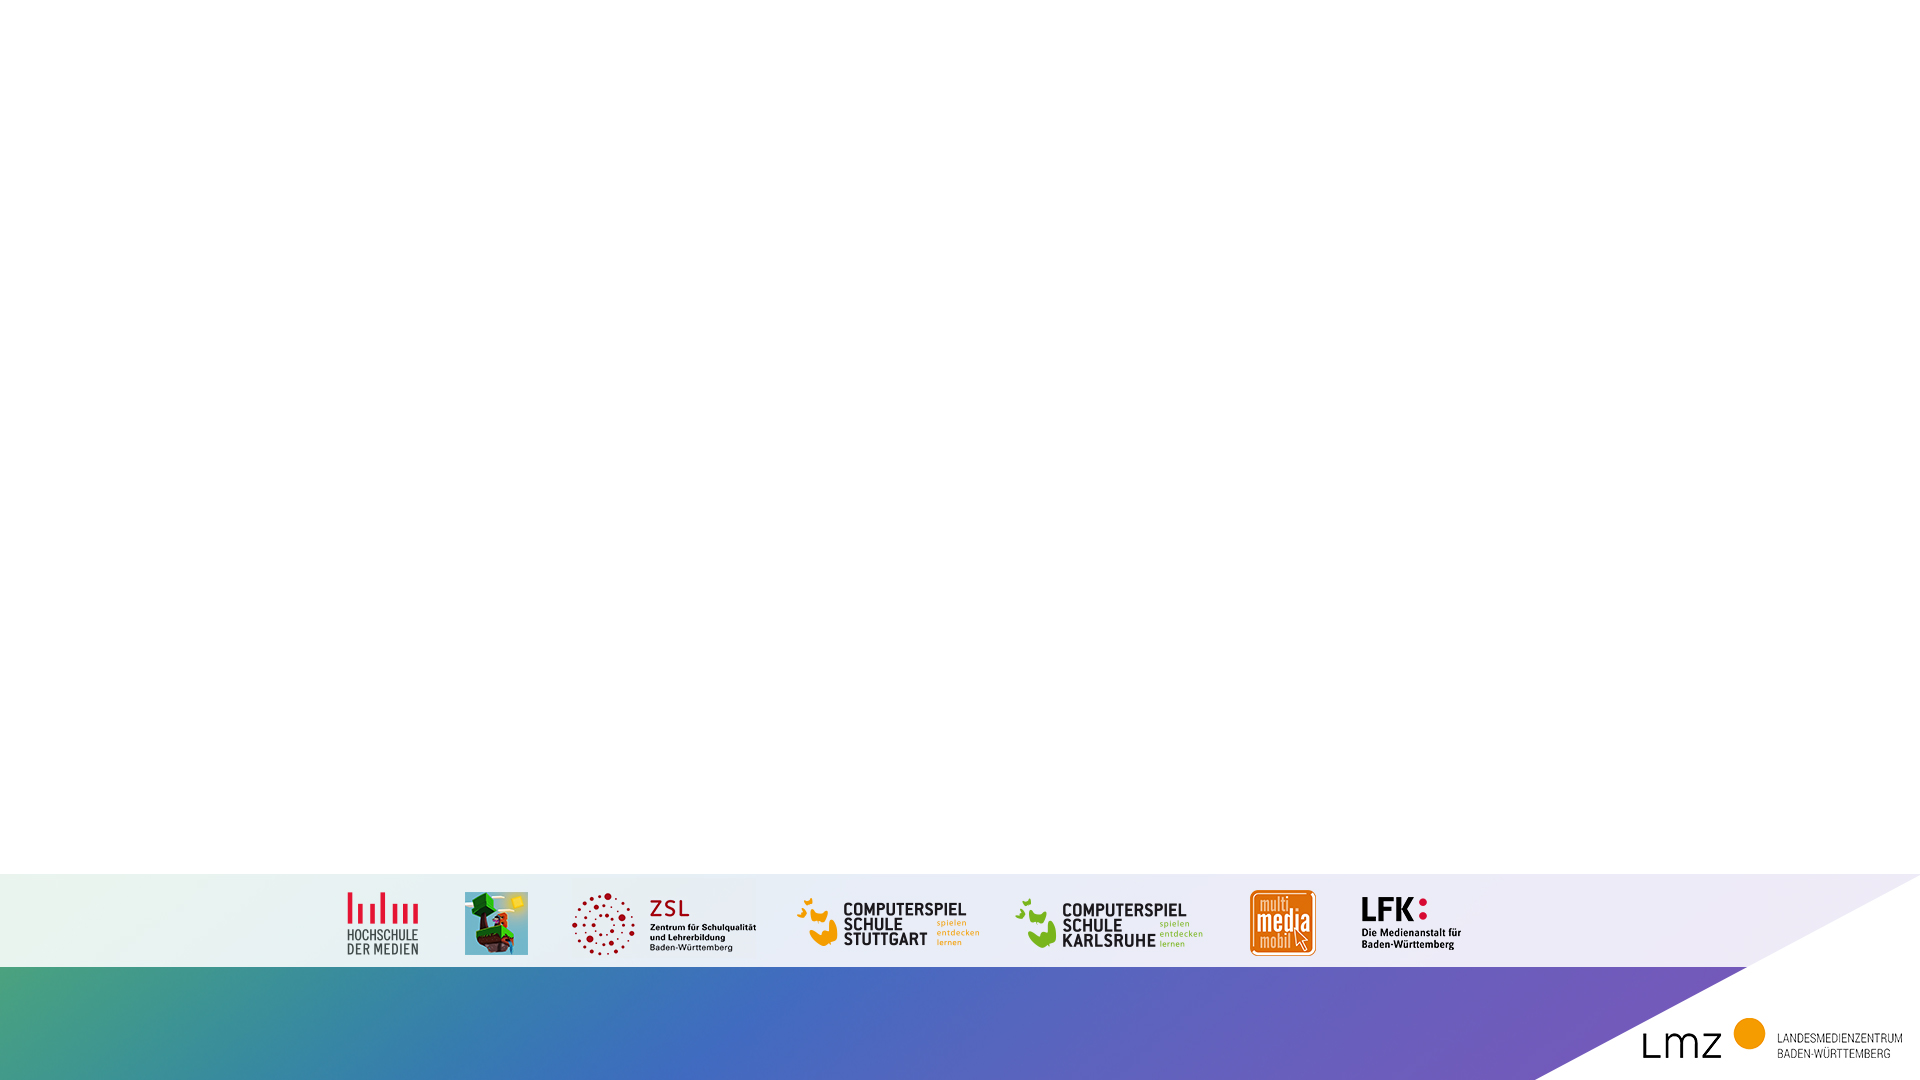 HOCHSCHULE
DER MEDIEN
ZSL
Zentrum für Schulqualität
und Lehrerbildung
Baden-Württemberg
COMPUTERSPIEL
SCHULE
STUTTGART
spielen
entdecken
lernen
COMPUTERSPIEL
SCHULE
KARLSRUHE
spielen
entdecken
lernen
multi
media
mobil
LFK:
Die Medienanstalt für
Baden-Württemberg
Lmz
LANDESMEDIENZENTRUM
BADEN-WÜRTTEMBERG